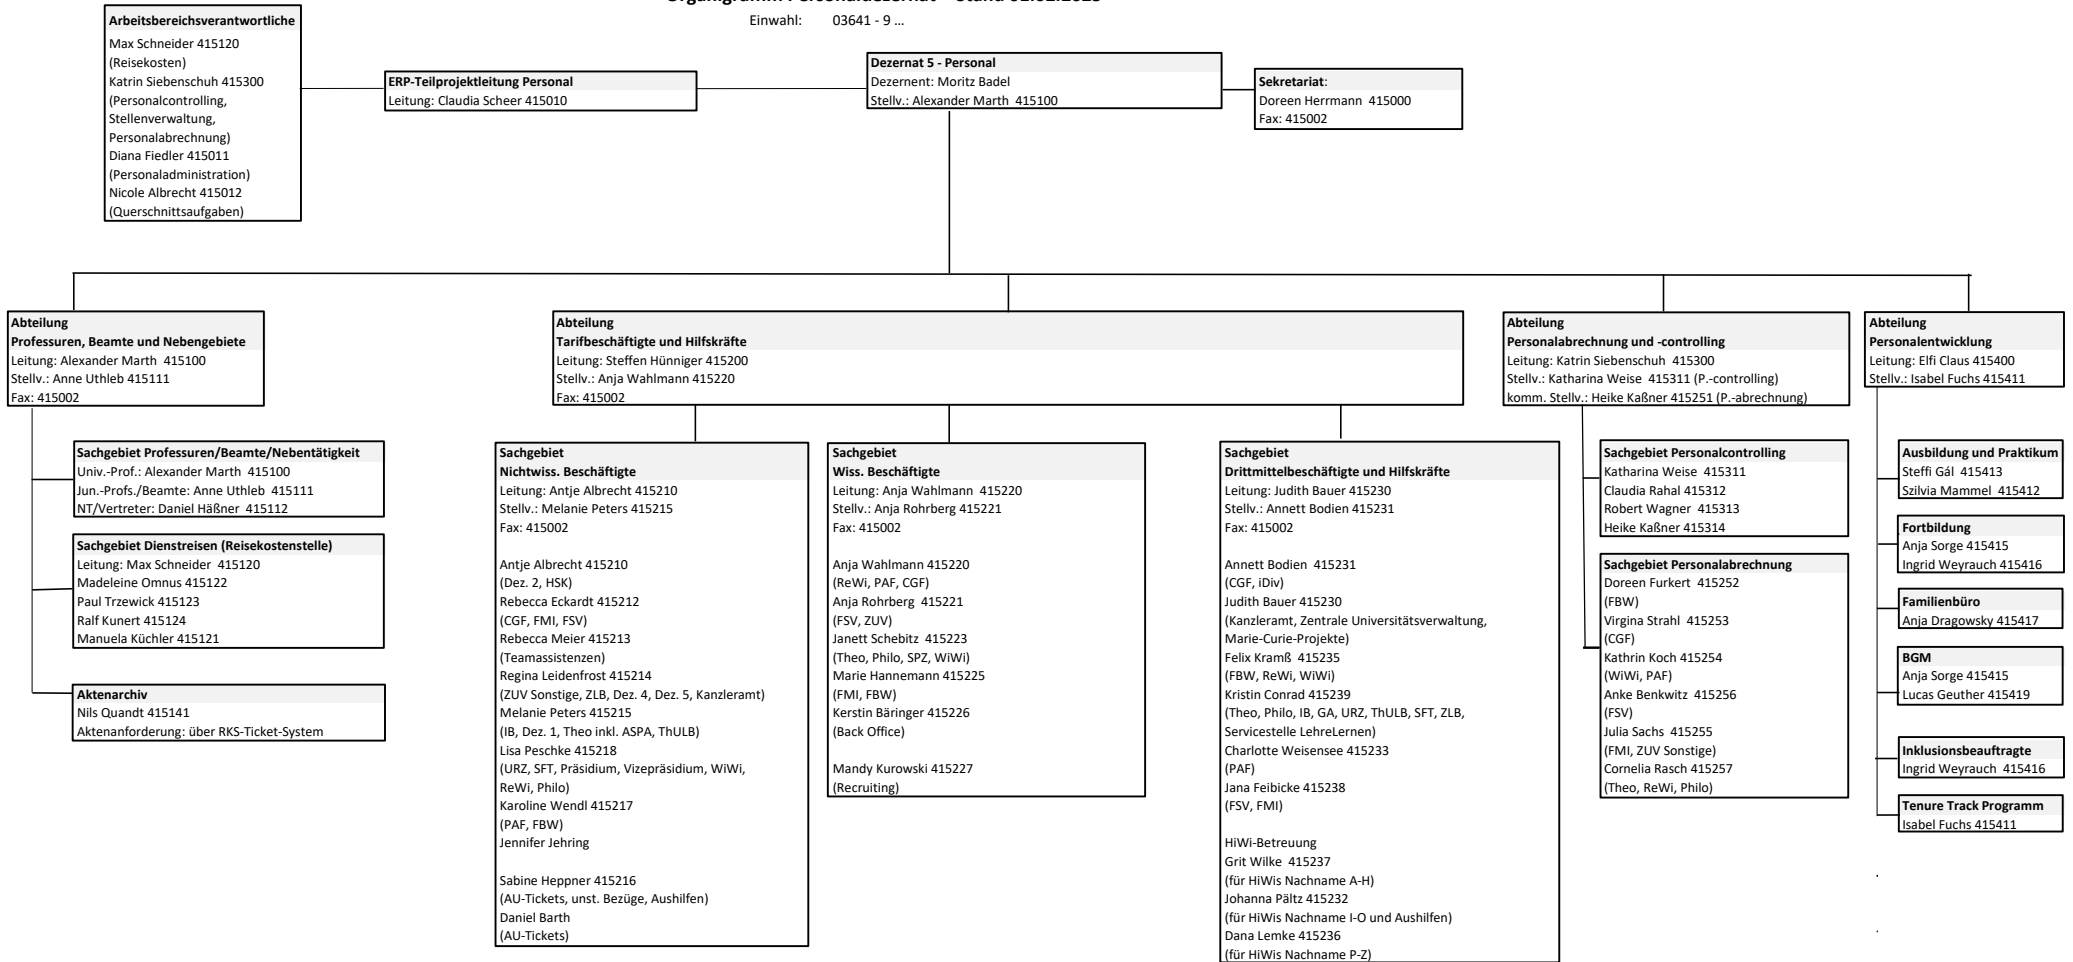 Einwahl: 03641 - 9 ...
Arbeitsbereichsverantwortliche
Max Schneider 415120
(Reisekosten)
Katrin Siebenschuh 415300
(Personalcontrolling,
Stellenverwaltung,
Personalabrechnung)
Diana Fiedler 415011
(Personaladministration)
Nicole Albrecht 415012
(Querschnittsaufgaben)
ERP-Teilprojektleitung Personal
Leitung: Claudia Scheer 415010
Dezernat 5 - Personal
Dezernent: Moritz Badel
Stellv.: Alexander Marth 415100
Sekretariat:
Doreen Herrmann 415000
Fax: 415002
Abteilung
Professuren, Beamte und Nebengebiete
Leitung: Alexander Marth 415100
Stellv.: Anne Uthleb 415111
Fax: 415002
Sachgebiet Professuren/Beamte/Nebentätigkeit
Univ.-Prof.: Alexander Marth 415100
Jun.-Profs./Beamte: Anne Uthleb 415111
NT/Vertreter: Daniel Häßner 415112
Sachgebiet Dienstreisen (Reisekostenstelle)
Leitung: Max Schneider 415120
Madeleine Omnus 415122
Paul Trzewick 415123
Ralf Kunert 415124
Manuela Küchler 415121
Aktenarchiv
Nils Quandt 415141
Aktenanforderung: über RKS-Ticket-System
Abteilung
Tarifbeschäftigte und Hilfskräfte
Leitung: Steffen Hünniger 415200
Stellv.: Anja Wahlmann 415220
Fax: 415002
Sachgebiet
Nichtwiss. Beschäftigte
Leitung: Antje Albrecht 415210
Stellv.: Melanie Peters 415215
Fax: 415002
Antje Albrecht 415210
(Dez. 2, HSK)
Rebecca Eckardt 415212
(CGF, FMI, FSV)
Rebecca Meier 415213
(Teamassistenzen)
Regina Leidenfrost 415214
(ZUV Sonstige, ZLB, Dez. 4, Dez. 5, Kanzleramt)
Melanie Peters 415215
(IB, Dez. 1, Theo inkl. ASPA, ThULB)
Lisa Peschke 415218
(URZ, SFT, Präsidium, Vizepräsidium, WiWi,
ReWi, Philo)
Karoline Wendl 415217
(PAF, FBW)
Jennifer Jehring
Sabine Heppner 415216
(AU-Tickets, unst. Bezüge, Aushilfen)
Daniel Barth
(AU-Tickets)
Sachgebiet
Wiss. Beschäftigte
Leitung: Anja Wahlmann 415220
Stellv.: Anja Rohrberg 415221
Fax: 415002
Anja Wahlmann 415220
(ReWi, PAF, CGF)
Anja Rohrberg 415221
(FSV, ZUV)
Janett Schebitz 415223
(Theo, Philo, SPZ, WiWi)
Marie Hannemann 415225
(FMI, FBW)
Kerstin Bäringer 415226
(Back Office)
Mandy Kurowski 415227
(Recruiting)
Sachgebiet
Drittmittelbeschäftigte und Hilfskräfte
Leitung: Judith Bauer 415230
Stellv.: Annett Bodien 415231
Fax: 415002
Annett Bodien 415231
(CGF, iDiv)
Judith Bauer 415230
(Kanzleramt, Zentrale Universitätsverwaltung,
Marie-Curie-Projekte)
Felix Kramß 415235
(FBW, ReWi, WiWi)
Kristin Conrad 415239
(Theo, Philo, IB, GA, URZ, ThULB, SFT, ZLB,
Servicestelle LehreLernen)
Charlotte Weisensee 415233
(PAF)
Jana Feibicke 415238
(FSV, FMI)
HiWi-Betreuung
Grit Wilke 415237
(für HiWis Nachname A-H)
Johanna Pältz 415232
(für HiWis Nachname I-O und Aushilfen)
Dana Lemke 415236
(für HiWis Nachname P-Z)
Abteilung
Personalabrechnung und -controlling
Leitung: Katrin Siebenschuh 415300
Stellv.: Katharina Weise 415311 (P.-controlling)
komm. Stellv.: Heike Kaßner 415251 (P.-abrechnung)
Sachgebiet Personalcontrolling
Katharina Weise 415311
Claudia Rahal 415312
Robert Wagner 415313
Heike Kaßner 415314
Sachgebiet Personalabrechnung
Doreen Furkert 415252
(FBW)
Virgina Strahl 415253
(CGF)
Kathrin Koch 415254
(WiWi, PAF)
Anke Benkwitz 415256
(FSV)
Julia Sachs 415255
(FMI, ZUV Sonstige)
Cornelia Rasch 415257
(Theo, ReWi, Philo)
Abteilung
Personalentwicklung
Leitung: Elfi Claus 415400
Stellv.: Isabel Fuchs 415411
Ausbildung und Praktikum
Steffi Gál 415413
Szilvia Mammel 415412
Fortbildung
Anja Sorge 415415
Ingrid Weyrauch 415416
Familienbüro
Anja Dragowsky 415417
BGM
Anja Sorge 415415
Lucas Geuther 415419
Inklusionsbeauftragte
Ingrid Weyrauch 415416
Tenure Track Programm
Isabel Fuchs 415411